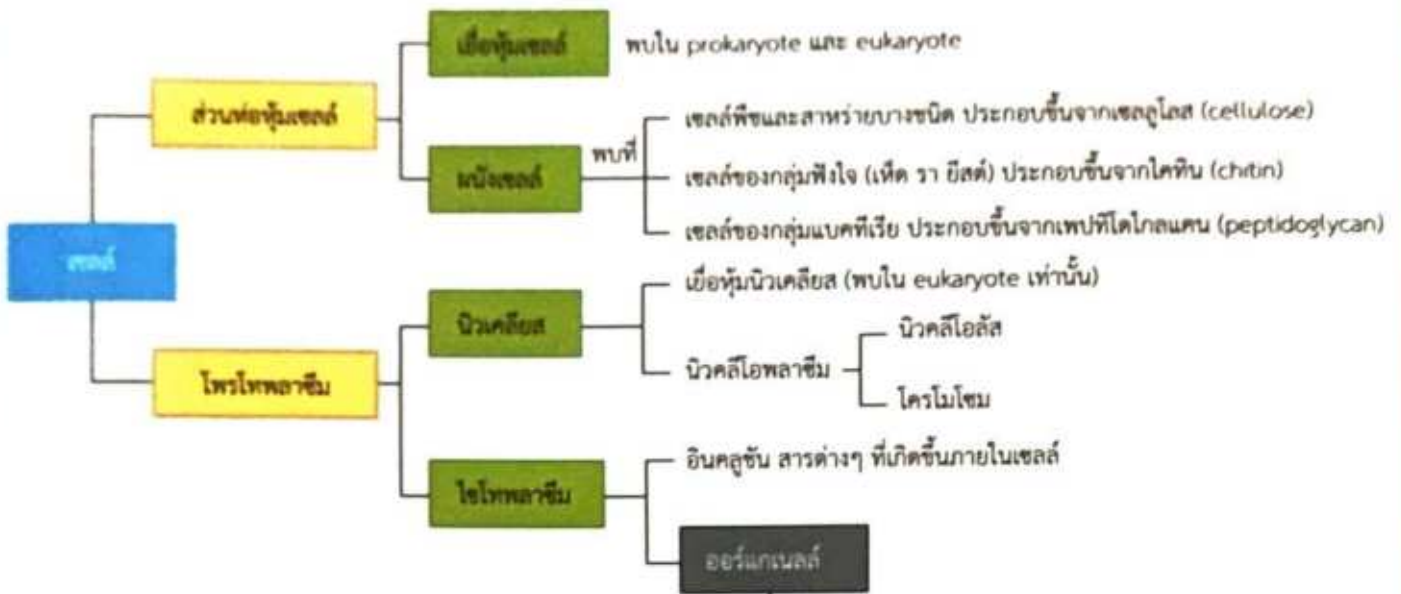 เซลล์
ส่วนห่อหุ้มเซลล์
เยื่อหุ้มเซลล์
พบใน prokaryote และ eukaryote
ผนังเซลล์
พบที่
เซลล์พืชและสาหร่ายบางชนิด ประกอบขึ้นจากเซลลูโลส (cellulose)
เซลล์ของกลุ่มฟังใจ (เห็ด รา ยีสต์) ประกอบขึ้นจากไคทิน (chitin)
เซลล์ของกลุ่มแบคทีเรีย ประกอบขึ้นจากเพปทิโดไกลแคน (peptidoglycan)
โพรโทพลาซึม
นิวเคลียส
เยื่อหุ้มนิวเคลียส (พบใน eukaryote เท่านั้น)
นิวคลีโอพลาซึม
นิวคลีโอลัส
โครโมโซม
ไซโทพลาซึม
อินคลูชัน สารต่างๆ ที่เกิดขึ้นภายในเซลล์
ออร์แกเนลล์